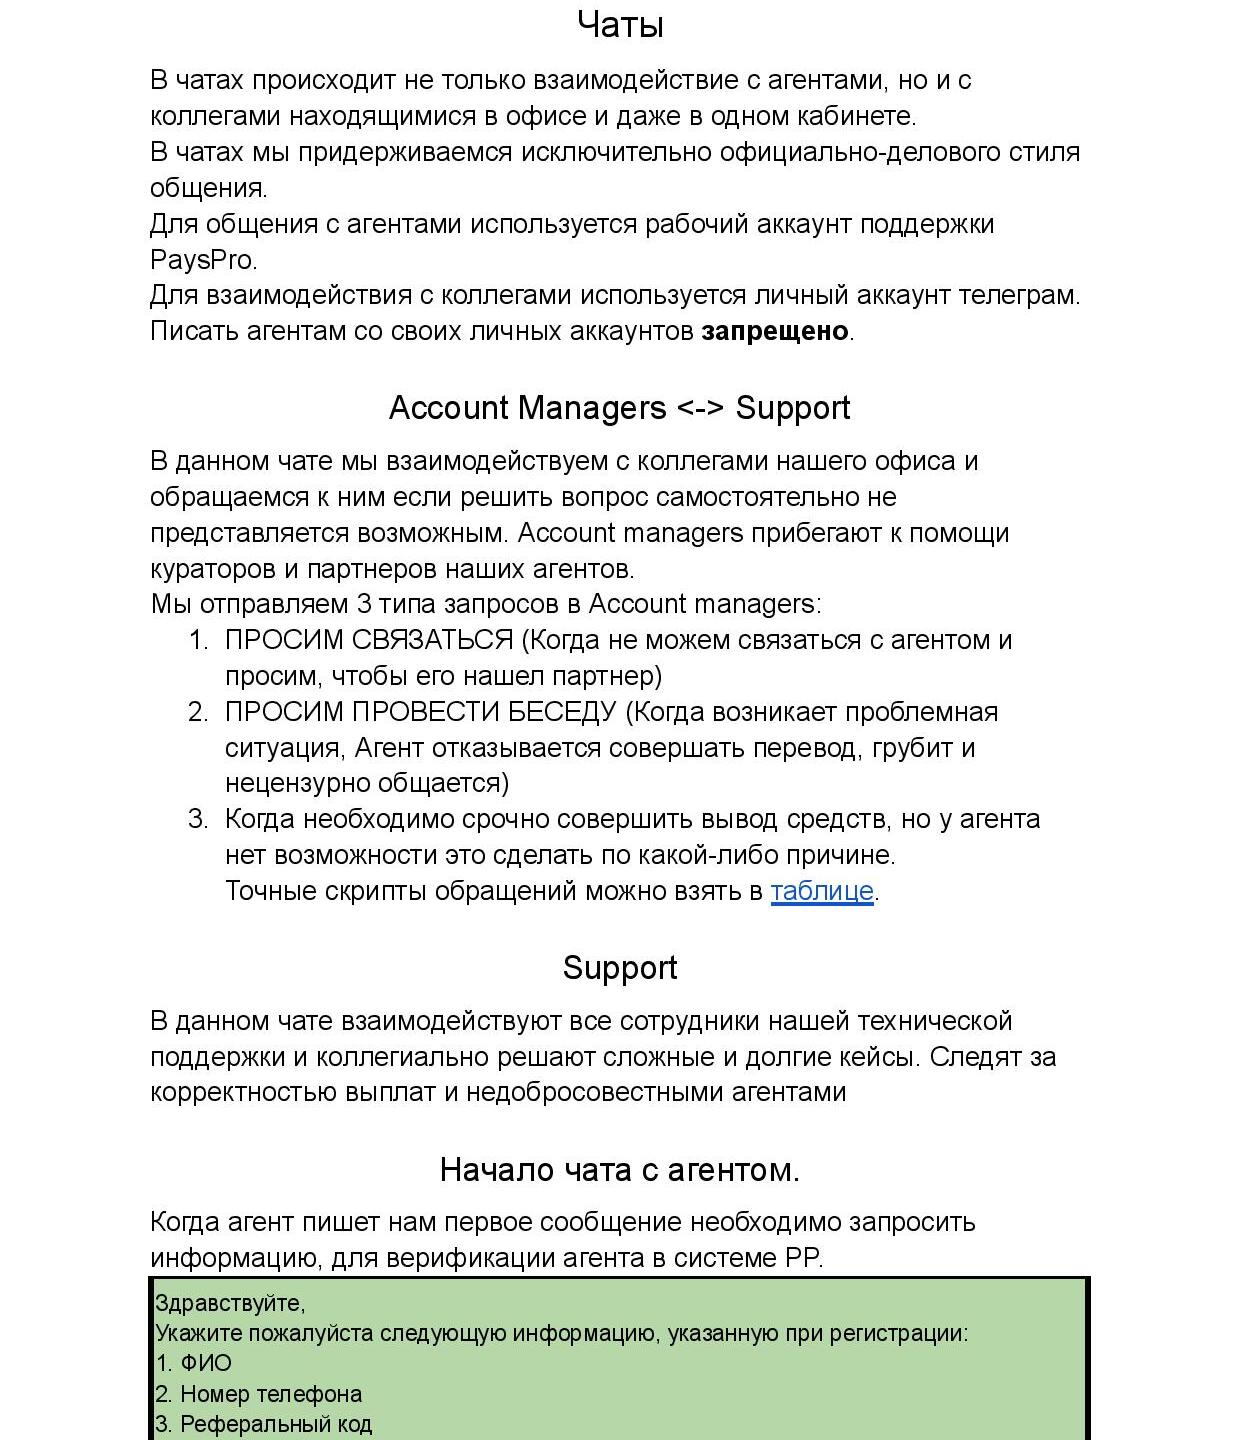 Чаты
В чатах происходит не только взаимодействие с агентами, но и с
коллегами находящимися в офисе и даже в одном кабинете.
В чатах мы придерживаемся исключительно официально-делового стиля
общения.
Для общения с агентами используется рабочий аккаунт поддержки
PaysPro.
Для взаимодействия с коллегами используется личный аккаунт телеграм.
Писать агентам со своих личных аккаунтов запрещено.
Account Managers <-> Support
В данном чате мы взаимодействуем с коллегами нашего офиса и
обращаемся к ним если решить вопрос самостоятельно не
представляется возможным. Account managers прибегают к помощи
кураторов и партнеров наших агентов.
Мы отправляем 3 типа запросов в Account managers:
1. ПРОСИМ СВЯЗАТЬСЯ (Когда не можем связаться с агентом и
просим, чтобы его нашел партнер)
2. ПРОСИМ ПРОВЕСТИ БЕСЕДУ (Когда возникает проблемная
ситуация, Агент отказывается совершать перевод, грубит и
нецензурно общается)
3. Когда необходимо срочно совершить вывод средств, но у агента
нет возможности это сделать по какой-либо причине.
Точные скрипты обращений можно взять в таблице.
Support
В данном чате взаимодействуют все сотрудники нашей технической
поддержки и коллегиально решают сложные и долгие кейсы. Следят за
корректностью выплат и недобросовестными агентами
Начало чата с агентом.
Когда агент пишет нам первое сообщение необходимо запросить
информацию, для верификации агента в системе PP.
Здравствуйте,
Укажите пожалуйста следующую информацию, указанную при регистрации:
1. ФИО
2. Номер телефона
3. Реферальный код